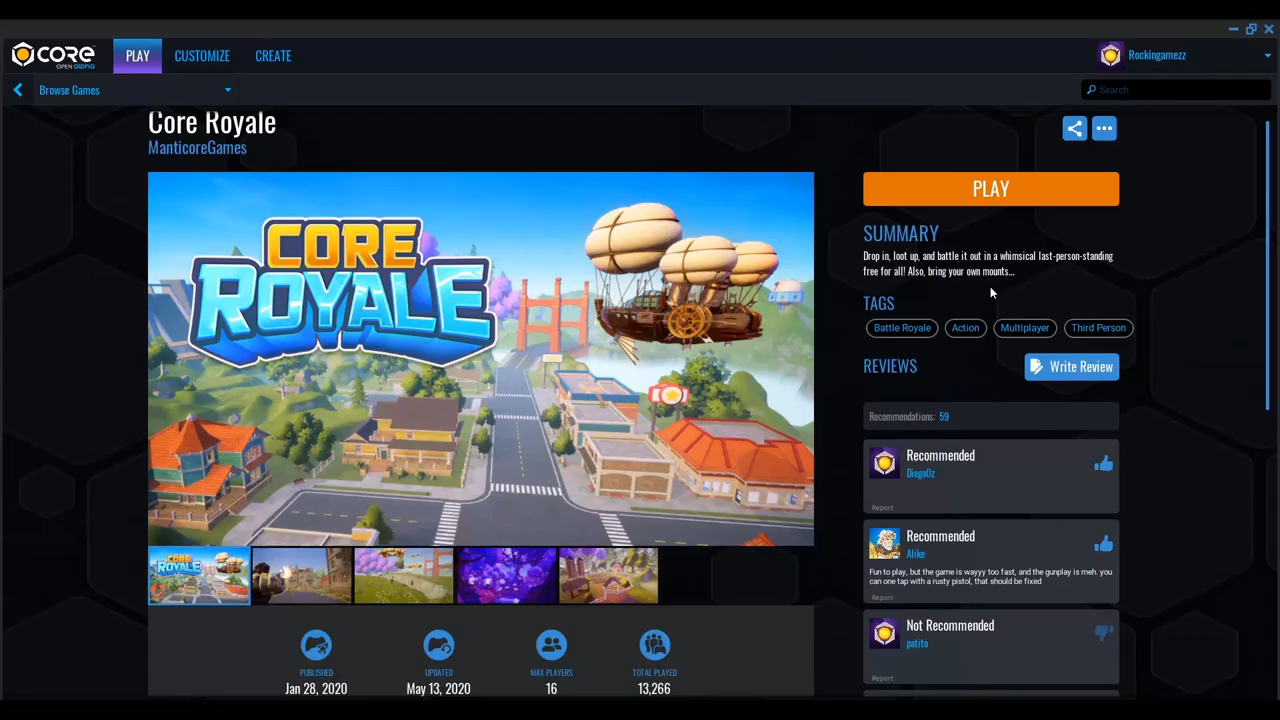 CORE
OPEN alpha
PLAY
CUSTOMIZE
CREATE
Rockingamezz
Browse Games
Search
Core Royale
ManticoreGames
CORE
ROYALE
PLAY
SUMMARY
Drop in, loot up, and battle it out in a whimsical last-person-standing
free for all! Also, bring your own mounts...
TAGS
Battle Royale
Action
Multiplayer
Third Person
REVIEWS
Write Review
Recommendations: 59
Recommended
DiegoOz
Report
Recommended
Alike
Fun to play, but the game is wayyy too fast, and the gunplay is meh. you
can one tap with a rusty pistol, that should be fixed
Report
Not Recommended
patito
Report
CORE
ROYALE
PUBLISHED
Jan 28, 2020
UPDATED
May 13, 2020
MAX PLAYERS
16
TOTAL PLAYED
13,266